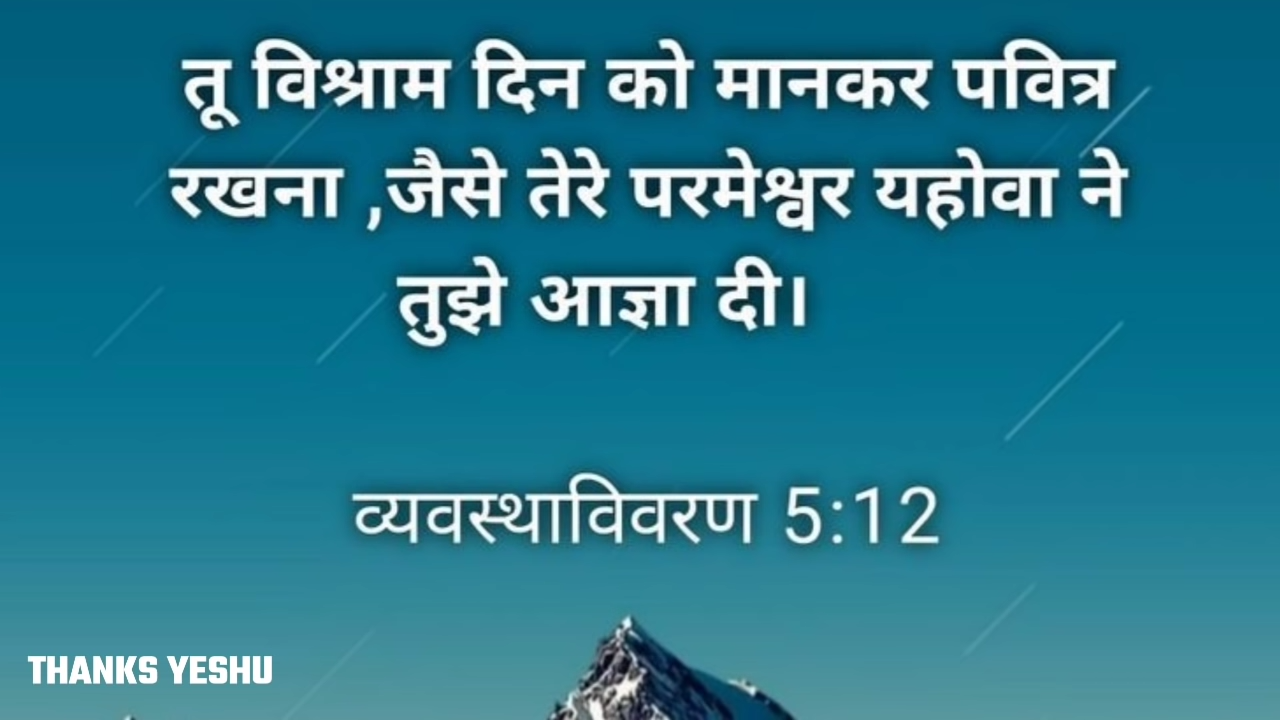 तू विश्राम दिन को मानकर पवित्र
रखना ,जैसे तेरे परमेश्वर यहोवा ने
तुझे आज्ञा दी।
व्यवस्थाविवरण 5:12
THANKS YESHU